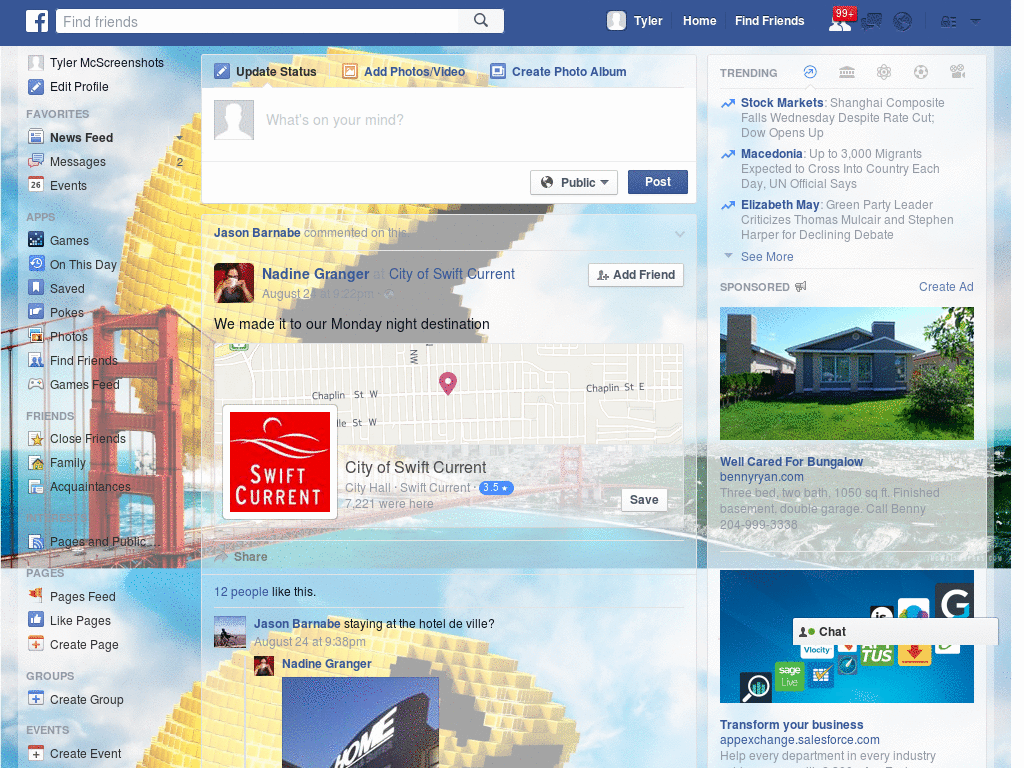 Find friends
Tyler
Home
Find Friends
99+
Tyler McScreenshots
Edit Profile
FAVORITES
News Feed
Messages
2
26
Events
APPS
Games
On This Day
Saved
Pokes
Photos
Find Friends
Games Feed
FRIENDS
Close Friends
Family
Acquaintances
INTERESTS
Pages and Public ...
PAGES
Pages Feed
Like Pages
Create Page
GROUPS
Create Group
EVENTS
Create Event
Update Status
Add Photos/Video
Create Photo Album
What's on your mind?
Public
Post
Jason Barnabe commented on this.
Nadine Granger at City of Swift Current
August 24 at 9:22pm ·
Add Friend
We made it to our Monday night destination
NW
Chaplin St W
Chaplin St E
lle St W
SWIFT
CURRENT
City of Swift Current
City Hall · Swift Current · 3.5 ★
7,221 were here
Save
Share
12 people like this.
Jason Barnabe staying at the hotel de ville?
August 24 at 9:38pm
Nadine Granger
HOME
TRENDING
Stock Markets: Shanghai Composite
Falls Wednesday Despite Rate Cut;
Dow Opens Up
Macedonia: Up to 3,000 Migrants
Expected to Cross Into Country Each
Day, UN Official Says
Elizabeth May: Green Party Leader
Criticizes Thomas Mulcair and Stephen
Harper for Declining Debate
See More
SPONSORED
Create Ad
Well Cared For Bungalow
bennyryan.com
Three bed, two bath, 1050 sq ft. Finished
basement, double garage. Call Benny
204-999-3338
G
Chat
Vlocity
APTTUS
sage
Live
Transform your business
appexchange.salesforce.com
Help every department in every industry